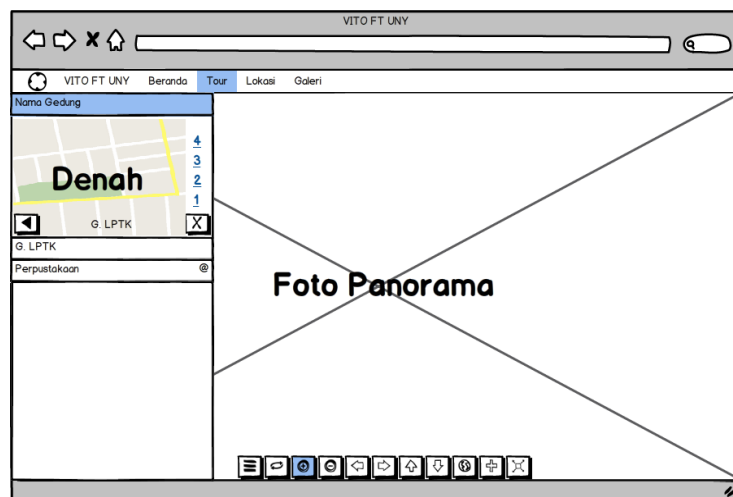 VITO FT UNY
VITO FT UNY Beranda Tour Lokasi Galeri
Nama Gedung
4
3
Denah
2
1
G. LPTK X
G. LPTK
Perpustakaan @
Foto Panorama